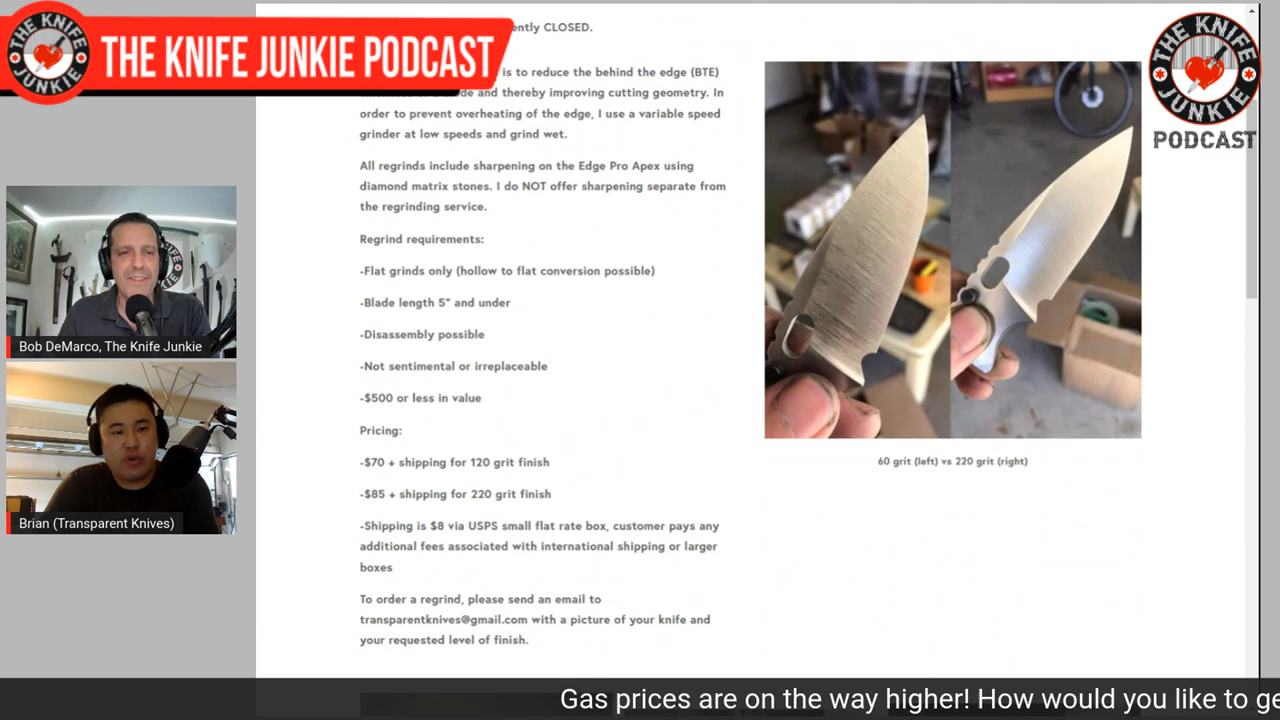 THE KNIFE JUNKIE
THE KNIFE JUNKIE PODCAST
THE KNIFE JUNKIE
PODCAST
ently CLOSED.
is to reduce the behind the edge (BTE)
and thereby improving cutting geometry. In
order to prevent overheating of the edge, I use a variable speed
grinder at low speeds and grind wet.
All regrinds include sharpening on the Edge Pro Apex using
diamond matrix stones. I do NOT offer sharpening separate from
the regrinding service.
Regrind requirements:
-Flat grinds only (hollow to flat conversion possible)
-Blade length 5" and under
-Disassembly possible
-Not sentimental or irreplaceable
-$500 or less in value
Pricing:
-$70 + shipping for 120 grit finish
-$85 + shipping for 220 grit finish
-Shipping is $8 via USPS small flat rate box, customer pays any
additional fees associated with international shipping or larger
boxes
To order a regrind, please send an email to
transparentknives@gmail.com with a picture of your knife and
your requested level of finish.
60 grit (left) vs 220 grit (right)
Bob DeMarco, The Knife Junkie
Brian (Transparent Knives)
Gas prices are on the way higher! How would you like to ge